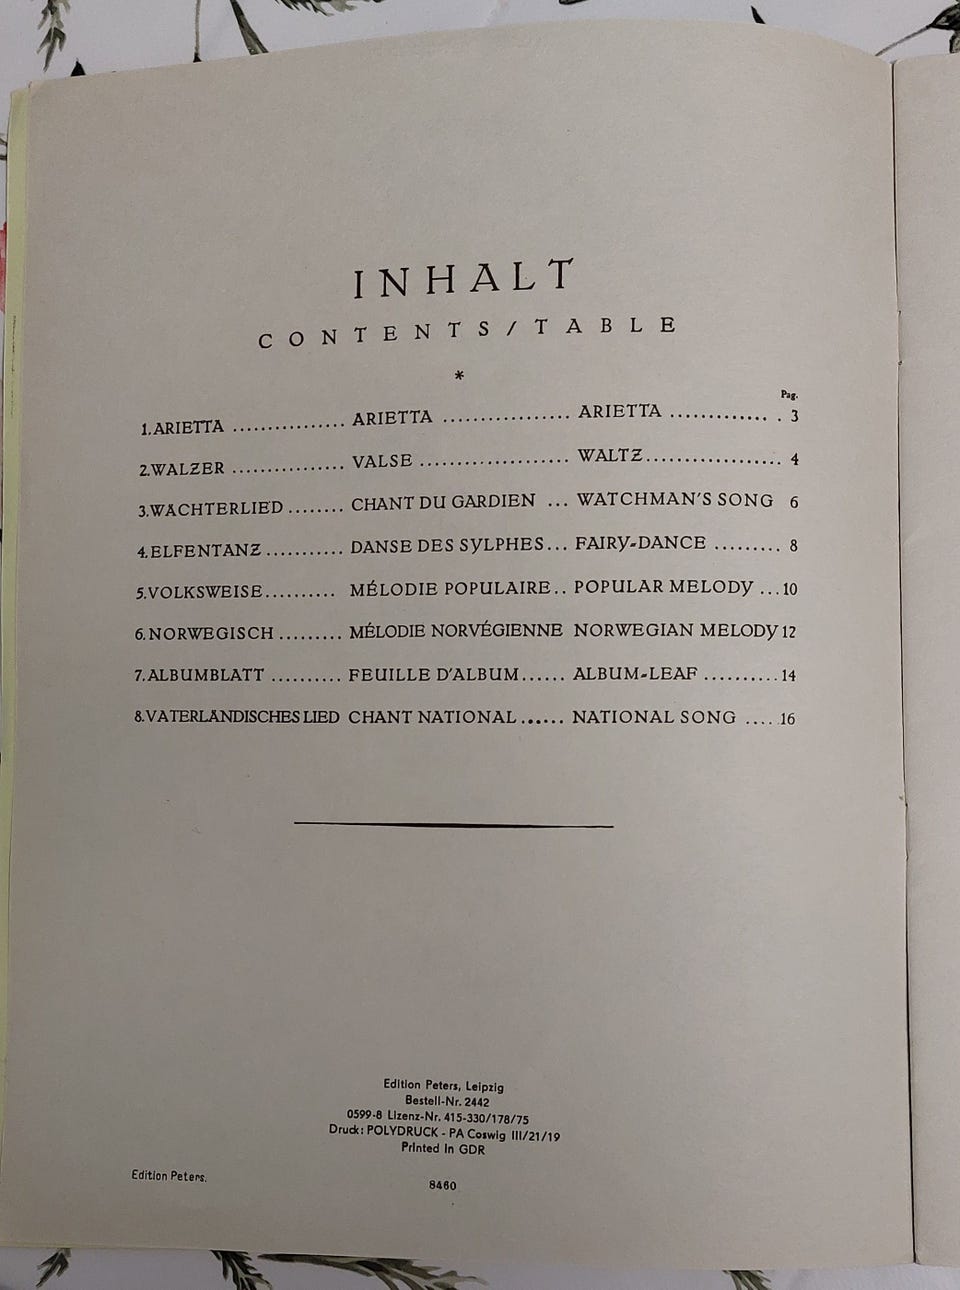 INHALT
CONTENTS/TABLE
*
Pag.
1. ARIETTA ................ ARIETTA ................. ARIETTA .............. 3
2. WALZER ................ VALSE .................... WALTZ................... 4
3. WACHTERLIED ........ CHANT DU GARDIEN ... WATCHMAN'S SONG 6
4. ELFENTANZ ........... DANSE DES SYLPHES... FAIRY-DANCE ......... 8
5. VOLKSWEISE.......... MÉLODIE POPULAIRE.. POPULAR MELODY ...10
6. NORWEGISCH ......... MÉLODIE NORVÉGIENNE NORWEGIAN MELODY 12
7. ALBUMBLATT .......... FEUILLE D'ALBUM...... ALBUM-LEAF ..........14
8. VATERLANDISCHES LIED CHANT NATIONAL ...... NATIONAL SONG .... 16
Edition Peters, Leipzig
Bestell-Nr. 2442
0599-8 Lizenz-Nr. 415-330/178/75
Druck: POLYDRUCK - PA Coswig III/21/19
Printed in GDR
Edition Peters.
8460